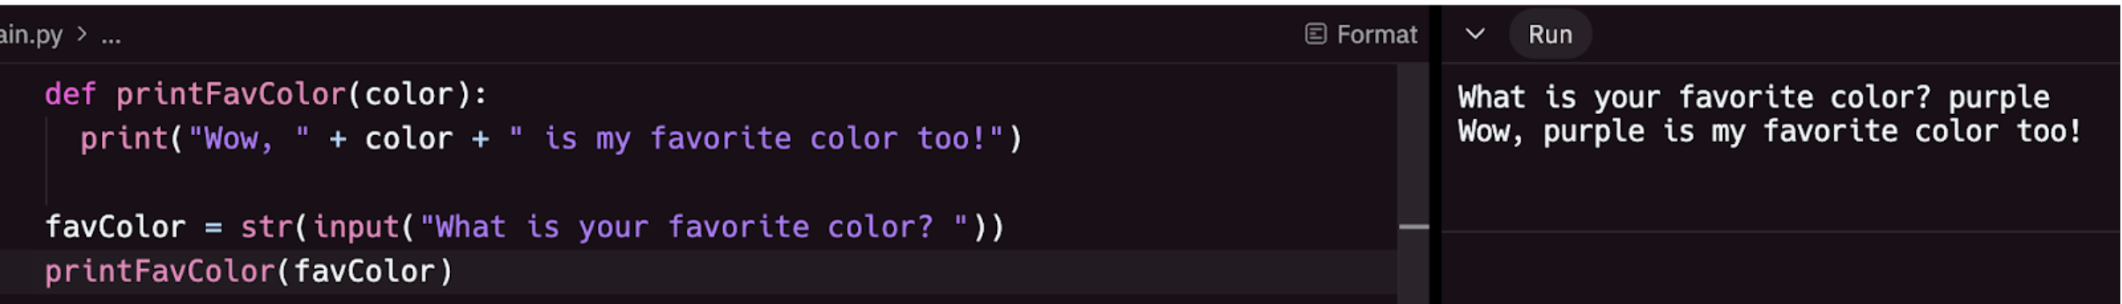 ain.py > ...
Format
def printFavColor(color):
  print("Wow, " + color + " is my favorite color too!")

favColor = str(input("What is your favorite color? "))
printFavColor(favColor)
Run
What is your favorite color? purple
Wow, purple is my favorite color too!